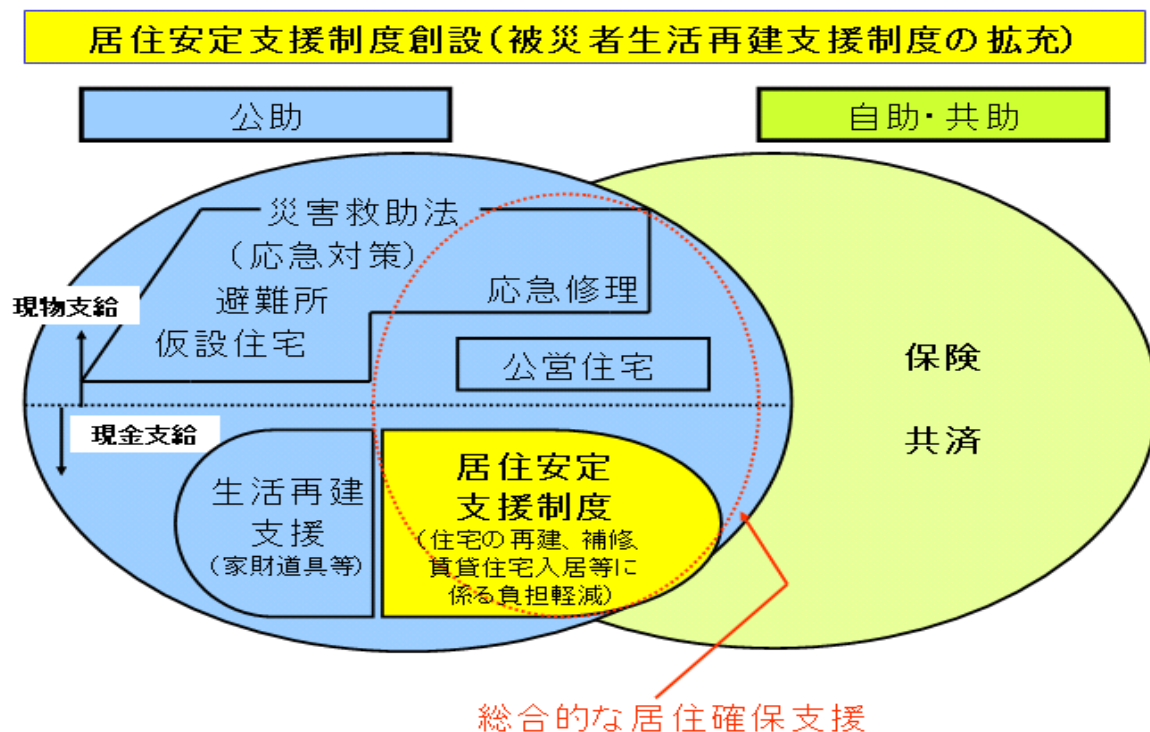 居住安定支援制度創設(被災者生活再建支援制度の拡充)
公助
自助・共助
災害救助法
(応急対策)
避難所
応急修理
仮設住宅
現物支給
公営住宅
現金支給
生活再建
支援
(家財道具等)
居住安定
支援制度
(住宅の再建、補修、
賃貸住宅入居等に
係る負担軽減)
保険
共済
総合的な居住確保支援